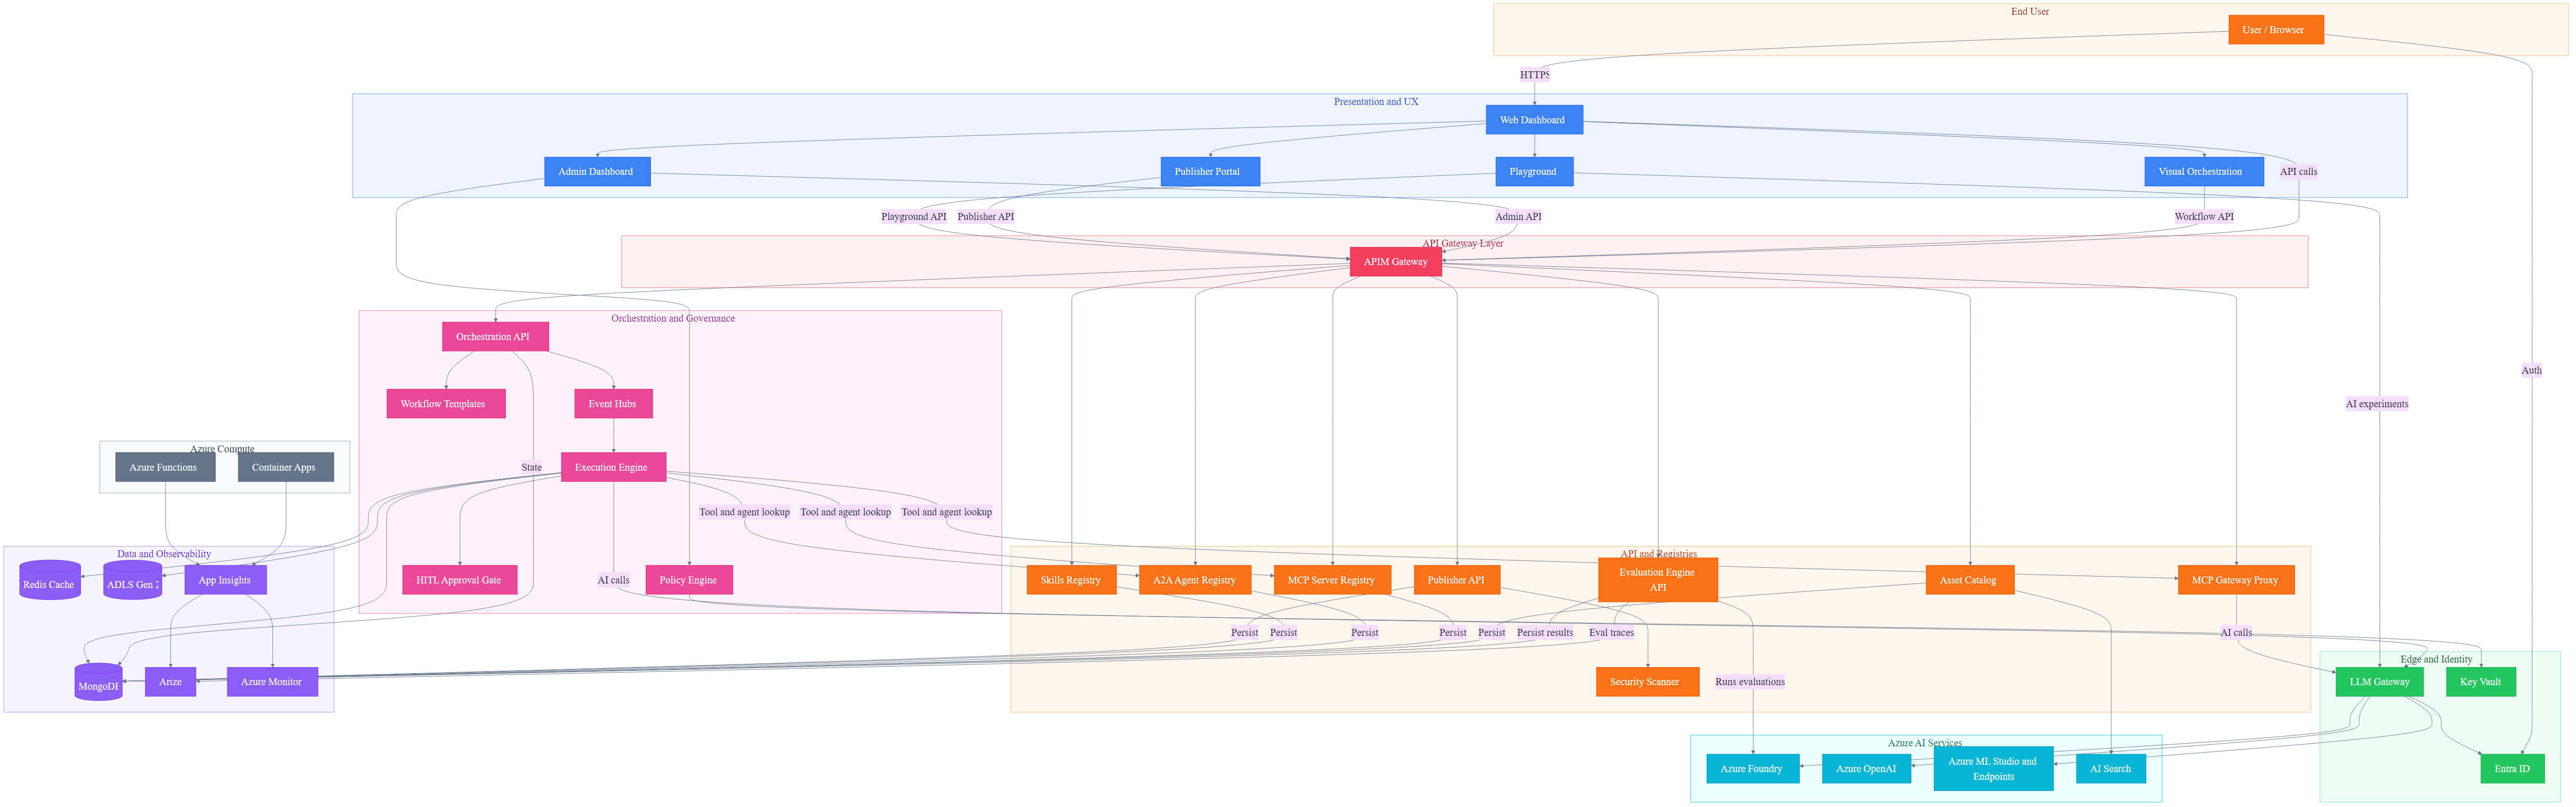 End User
User / Browser
HTTPS
Presentation and UX
Web Dashboard
Admin Dashboard
Publisher Portal
Playground
Visual Orchestration
API calls
Playground API
Publisher API
Admin API
Workflow API
API Gateway Layer
APIM Gateway
Orchestration and Governance
Orchestration API
Auth
Workflow Templates
Event Hubs
AI experiments
Azure Compute
Azure Functions
Container Apps
State
Execution Engine
Tool and agent lookup
Tool and agent lookup
Tool and agent lookup
Data and Observability
API and Registries
Redis Cache
ADLS Gen 2
App Insights
HITL Approval Gate
AI calls
Policy Engine
Skills Registry
A2A Agent Registry
MCP Server Registry
Publisher API
Evaluation Engine
API
Asset Catalog
MCP Gateway Proxy
Persist
Persist
Persist
Persist
Persist
Persist results
Eval traces
AI calls
Edge and Identity
MongoDB
Arize
Azure Monitor
Security Scanner
Runs evaluations
LLM Gateway
Key Vault
Azure AI Services
Azure Foundry
Azure OpenAI
Azure ML Studio and
Endpoints
AI Search
Entra ID